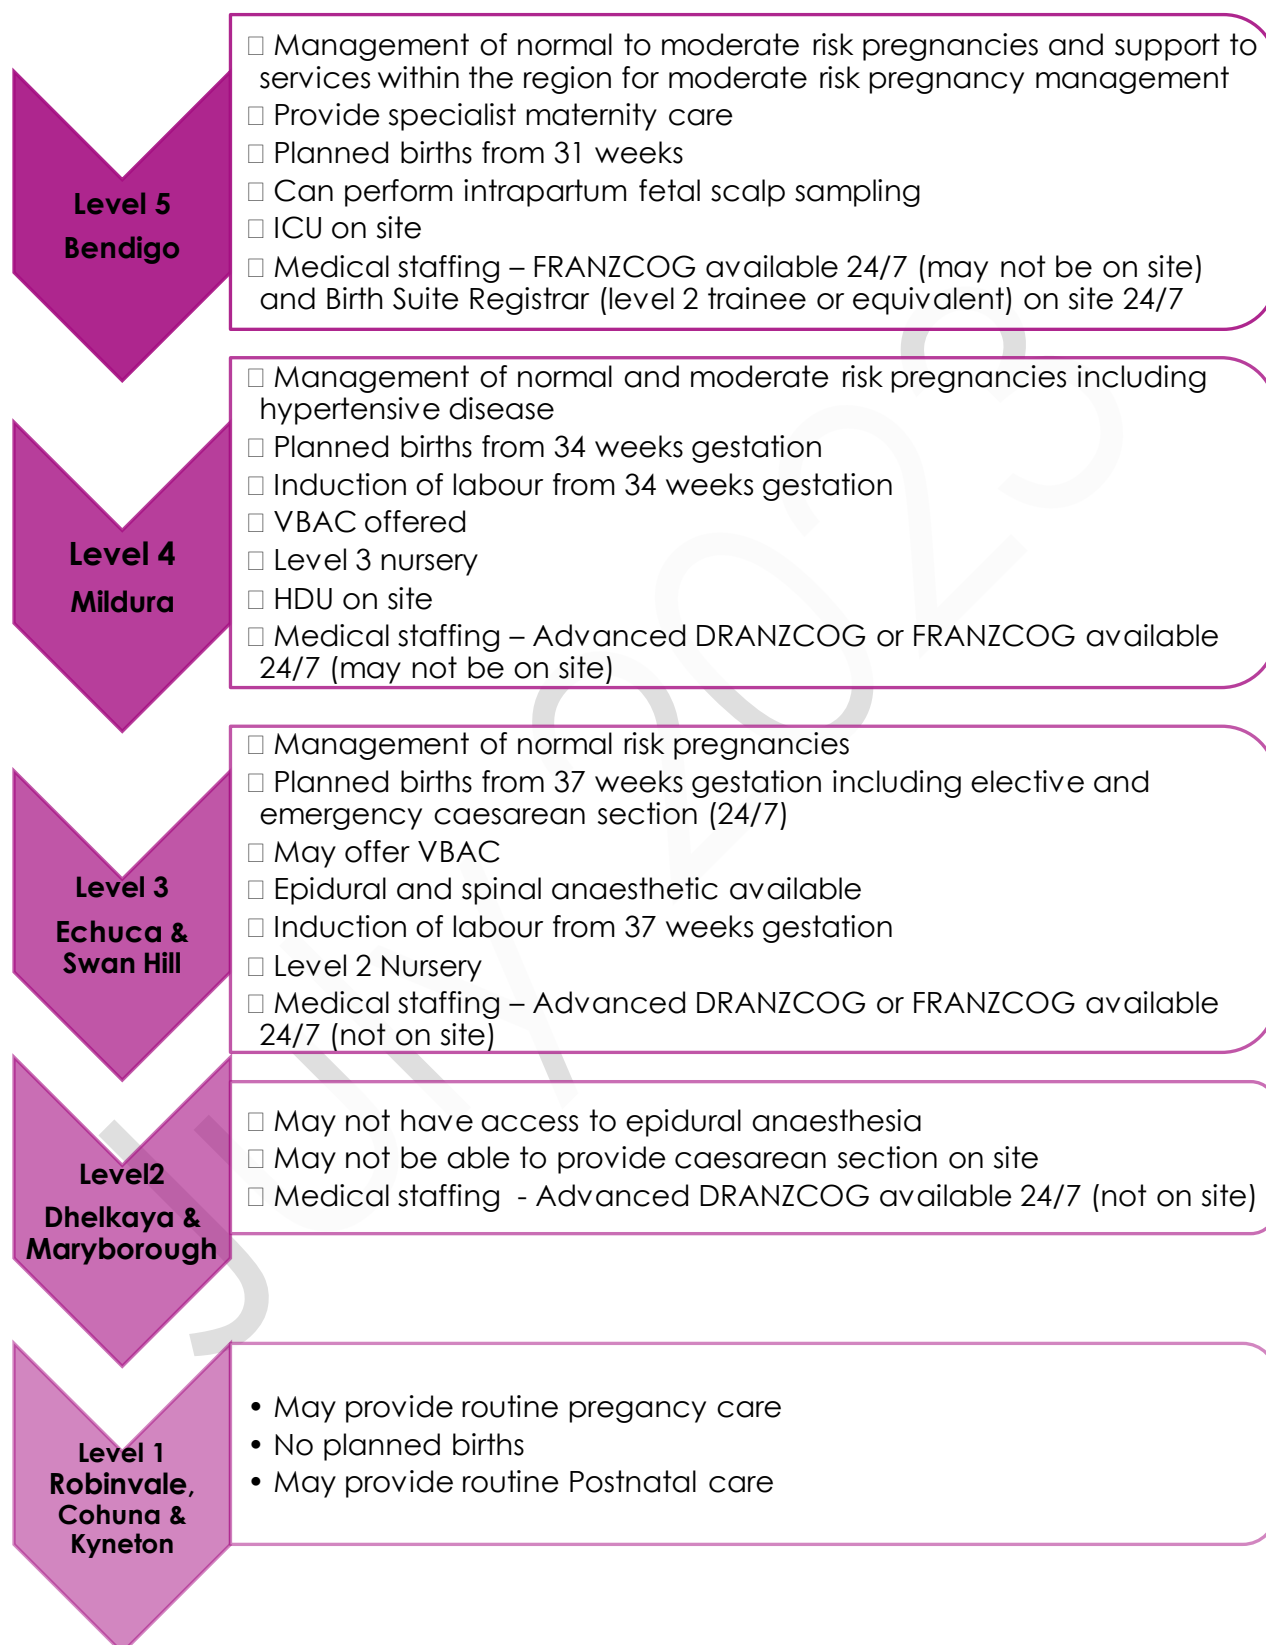 Level 5
Bendigo
□ Management of normal to moderate risk pregnancies and support to
services within the region for moderate risk pregnancy management
□ Provide specialist maternity care
□ Planned births from 31 weeks
□ Can perform intrapartum fetal scalp sampling
□ ICU on site
□ Medical staffing – FRANZCOG available 24/7 (may not be on site)
and Birth Suite Registrar (level 2 trainee or equivalent) on site 24/7
Level 4
Mildura
□ Management of normal and moderate risk pregnancies including
hypertensive disease
□ Planned births from 34 weeks gestation
□ Induction of labour from 34 weeks gestation
□ VBAC offered
□ Level 3 nursery
□ HDU on site
□ Medical staffing – Advanced DRANZCOG or FRANZCOG available
24/7 (may not be on site)
Level 3
Echuca &
Swan Hill
□ Management of normal risk pregnancies
□ Planned births from 37 weeks gestation including elective and
emergency caesarean section (24/7)
□ May offer VBAC
□ Epidural and spinal anaesthetic available
□ Induction of labour from 37 weeks gestation
□ Level 2 Nursery
□ Medical staffing – Advanced DRANZCOG or FRANZCOG available
24/7 (not on site)
Level2
Dhelkaya &
Maryborough
□ May not have access to epidural anaesthesia
□ May not be able to provide caesarean section on site
□ Medical staffing - Advanced DRANZCOG available 24/7 (not on site)
Level 1
Robinvale,
Cohuna &
Kyneton
• May provide routine pregancy care
• No planned births
• May provide routine Postnatal care
July 2023